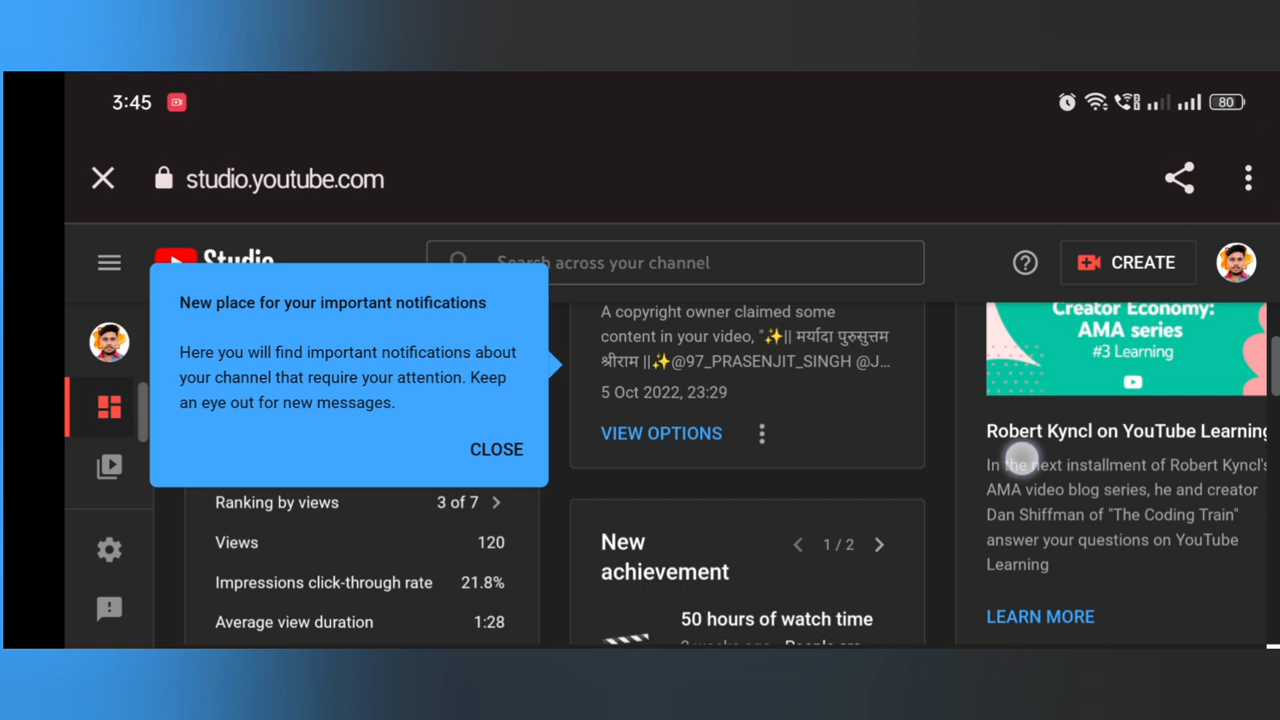 3:45
80
studio.youtube.com
Studio
Search across your channel
CREATE
New place for your important notifications
Here you will find important notifications about
your channel that require your attention. Keep
an eye out for new messages.
CLOSE
Ranking by views 3 of 7
Views 120
Impressions click-through rate 21.8%
Average view duration 1:28
A copyright owner claimed some
content in your video, "✨|| मर्यादा पुरुसुत्तम
श्रीराम ||✨@97_PRASENJIT_SINGH @J...
5 Oct 2022, 23:29
VIEW OPTIONS
New
achievement
1 / 2
50 hours of watch time
Creator Economy:
AMA series
#3 Learning
Robert Kyncl on YouTube Learning
In the next installment of Robert Kyncl's
AMA video blog series, he and creator
Dan Shiffman of "The Coding Train"
answer your questions on YouTube
Learning
LEARN MORE